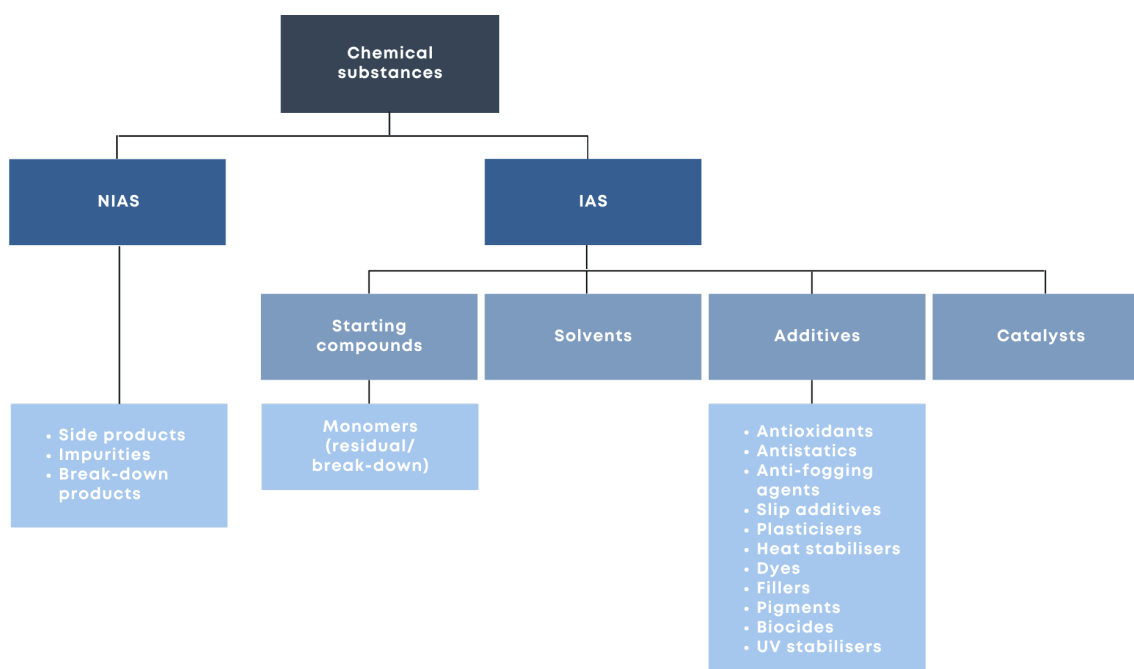 Chemical
substances
NIAS
IAS
Starting
compounds
Solvents
Additives
Catalysts
• Side products
• Impurities
• Break-down
products
Monomers
(residual/
break-down)
• Antioxidants
• Antistatics
• Anti-fogging
agents
• Slip additives
• Plasticisers
• Heat stabilisers
• Dyes
• Fillers
• Pigments
• Biocides
• UV stabilisers